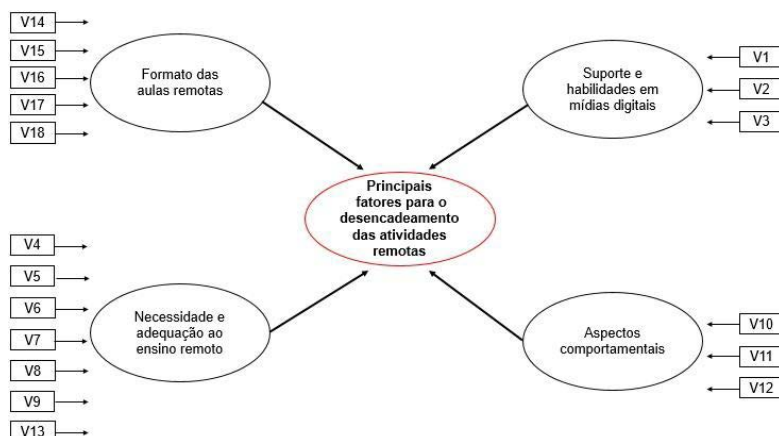 V14
V15
V16
V17
V18
Formato das
aulas remotas
Suporte e
habilidades em
mídias digitais
V1
V2
V3
Principais
fatores para o
desencadeamento
das atividades
remotas
V4
V5
V6
V7
V8
V9
V13
Necessidade e
adequação ao
ensino remoto
Aspectos
comportamentais
V10
V11
V12